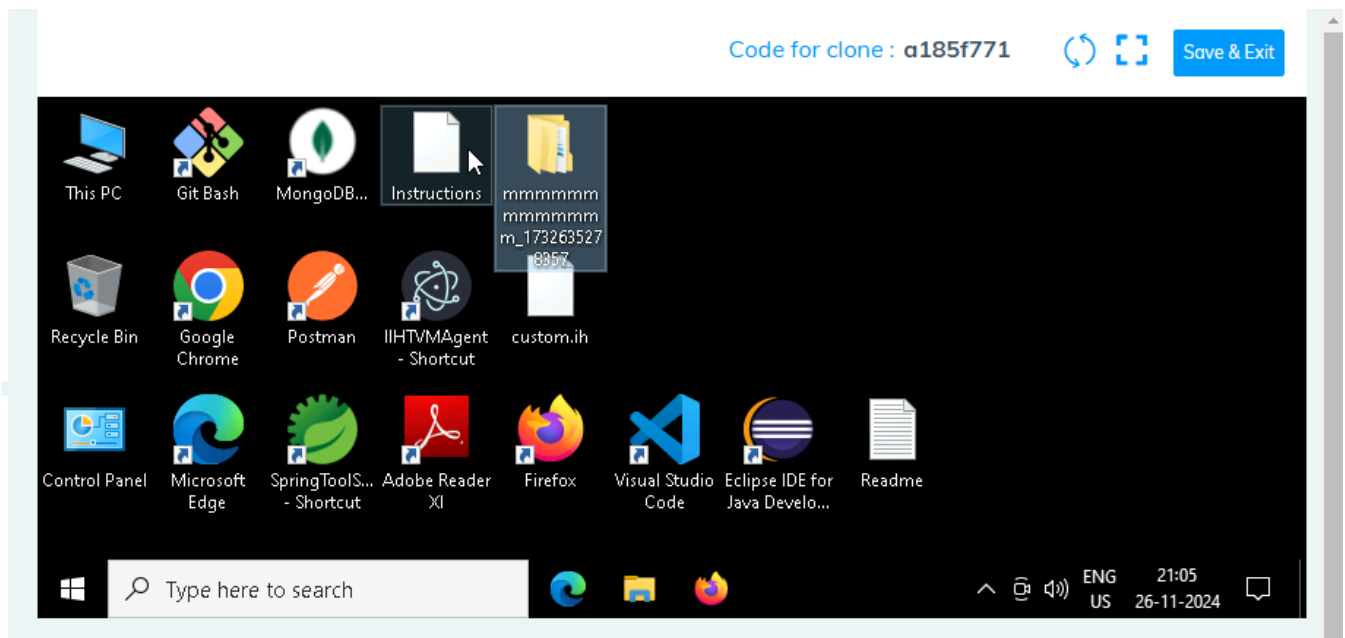 Code for clone : a185f771
Save & Exit
This PC
Git Bash
MongoDB...
Instructions
mmmmmm
mmmmmm
m_173263527
8357
Recycle Bin
Google
Chrome
Postman
IIHTVMAgent
- Shortcut
custom.ih
Control Panel
Microsoft
Edge
SpringToolS...
- Shortcut
Adobe Reader
XI
Firefox
Visual Studio
Code
Eclipse IDE for
Java Develo...
Readme
Type here to search
ENG
US
21:05
26-11-2024